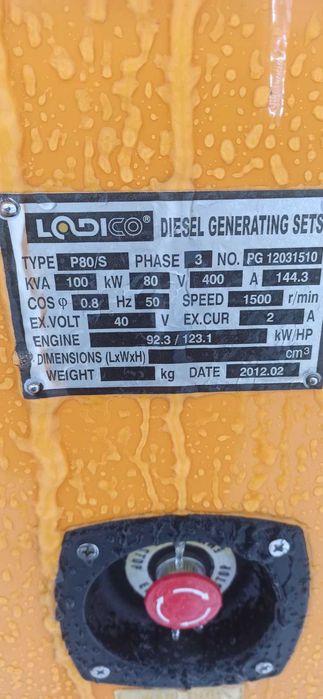 LODICO® DIESEL GENERATING SETS
TYPE P80/S PHASE 3 NO. PG 12031510
KVA 100 kW 80 V 400 A 144.3
COS φ 0.8 Hz 50 SPEED 1500 r/min
EX.VOLT 40 V EX.CUR 2 A
ENGINE 92.3 / 123.1 kW/HP
DIMENSIONS (LxWxH) cm³
WEIGHT kg DATE 2012.02
STOP